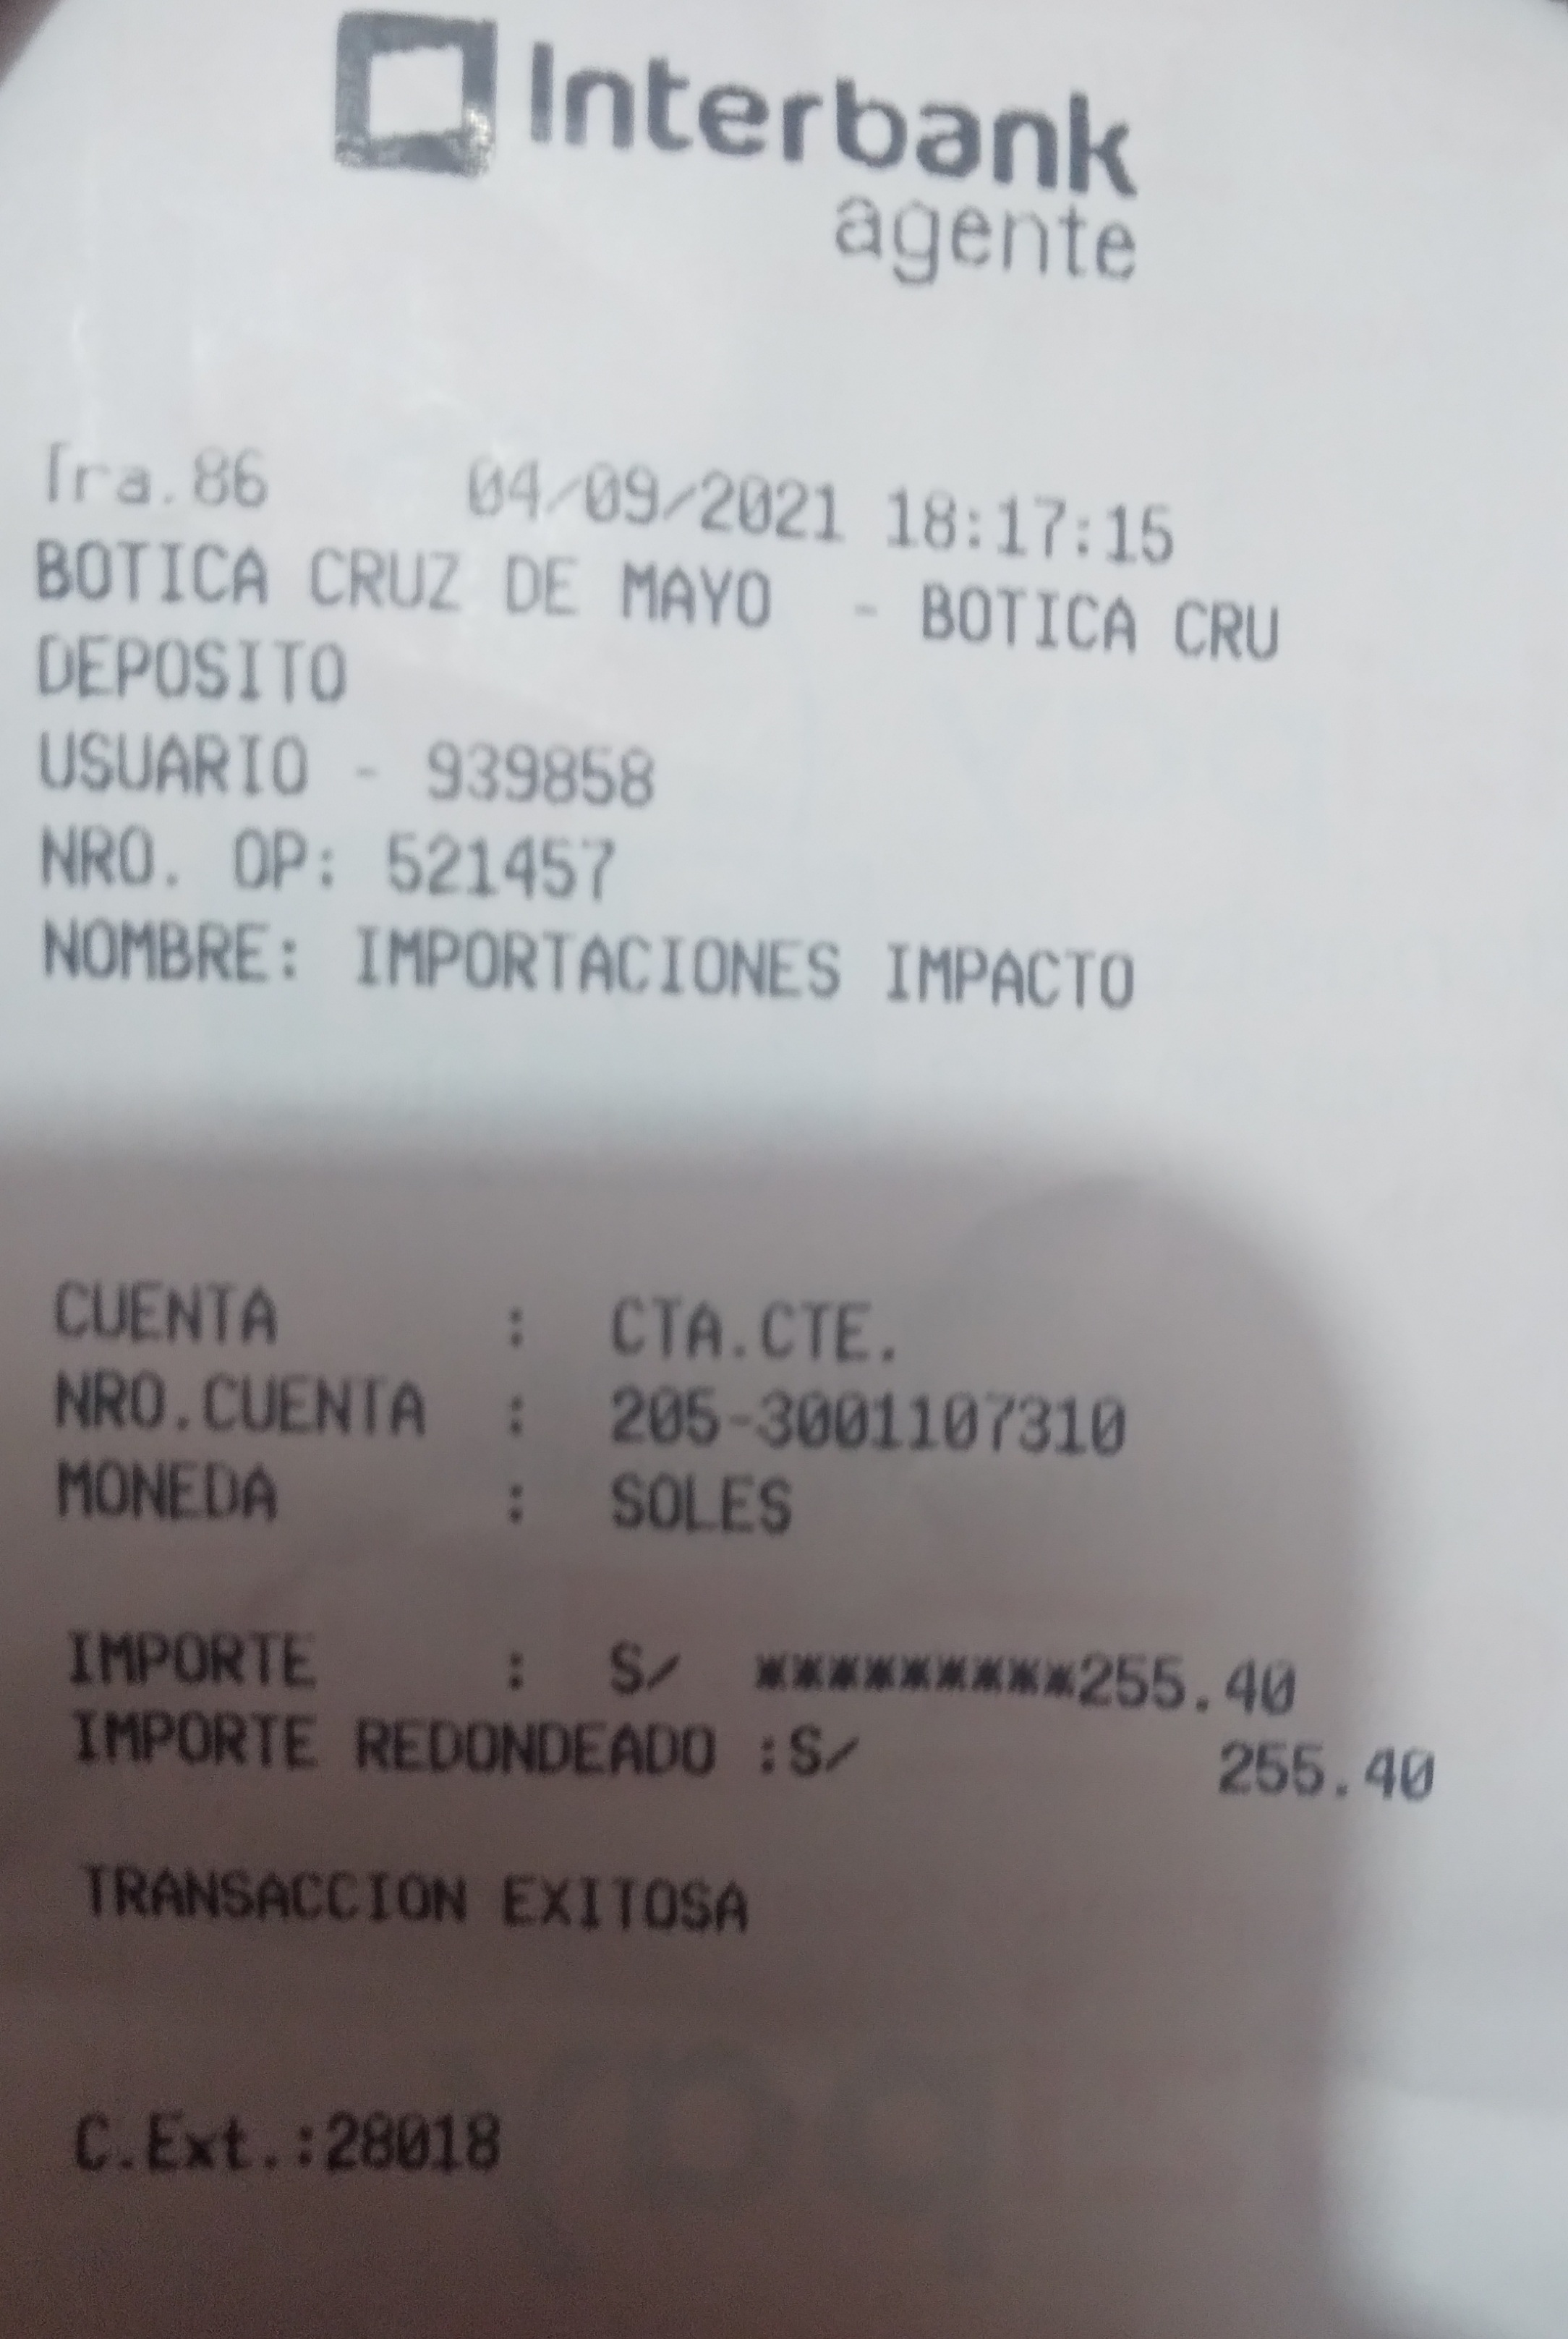 Interbank
agente
Tra.86 04/09/2021 18:17:15
BOTICA CRUZ DE MAYO - BOTICA CRU
DEPOSITO
USUARIO - 939858
NRO. OP: 521457
NOMBRE: IMPORTACIONES IMPACTO
CUENTA : CTA.CTE.
NRO.CUENTA : 205-3001107310
MONEDA : SOLES
IMPORTE : S/ *********255.40
IMPORTE REDONDEADO :S/ 255.40
TRANSACCION EXITOSA
C.Ext.:28018